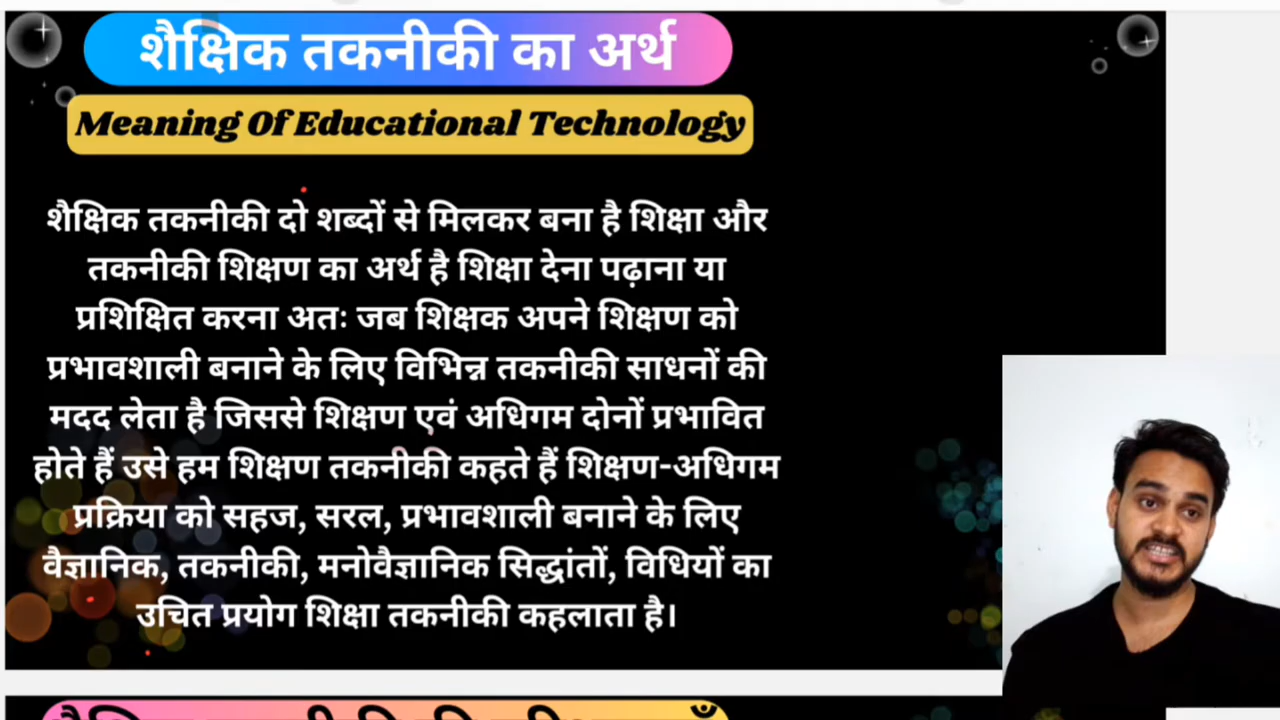 शैक्षिक तकनीकी का अर्थ
Meaning Of Educational Technology
शैक्षिक तकनीकी दो शब्दों से मिलकर बना है शिक्षा और
तकनीकी शिक्षण का अर्थ है शिक्षा देना पढ़ाना या
प्रशिक्षित करना अतः जब शिक्षक अपने शिक्षण को
प्रभावशाली बनाने के लिए विभिन्न तकनीकी साधनों की
मदद लेता है जिससे शिक्षण एवं अधिगम दोनों प्रभावित
होते हैं उसे हम शिक्षण तकनीकी कहते हैं शिक्षण-अधिगम
प्रक्रिया को सहज, सरल, प्रभावशाली बनाने के लिए
वैज्ञानिक, तकनीकी, मनोवैज्ञानिक सिद्धांतों, विधियों का
उचित प्रयोग शिक्षा तकनीकी कहलाता है।